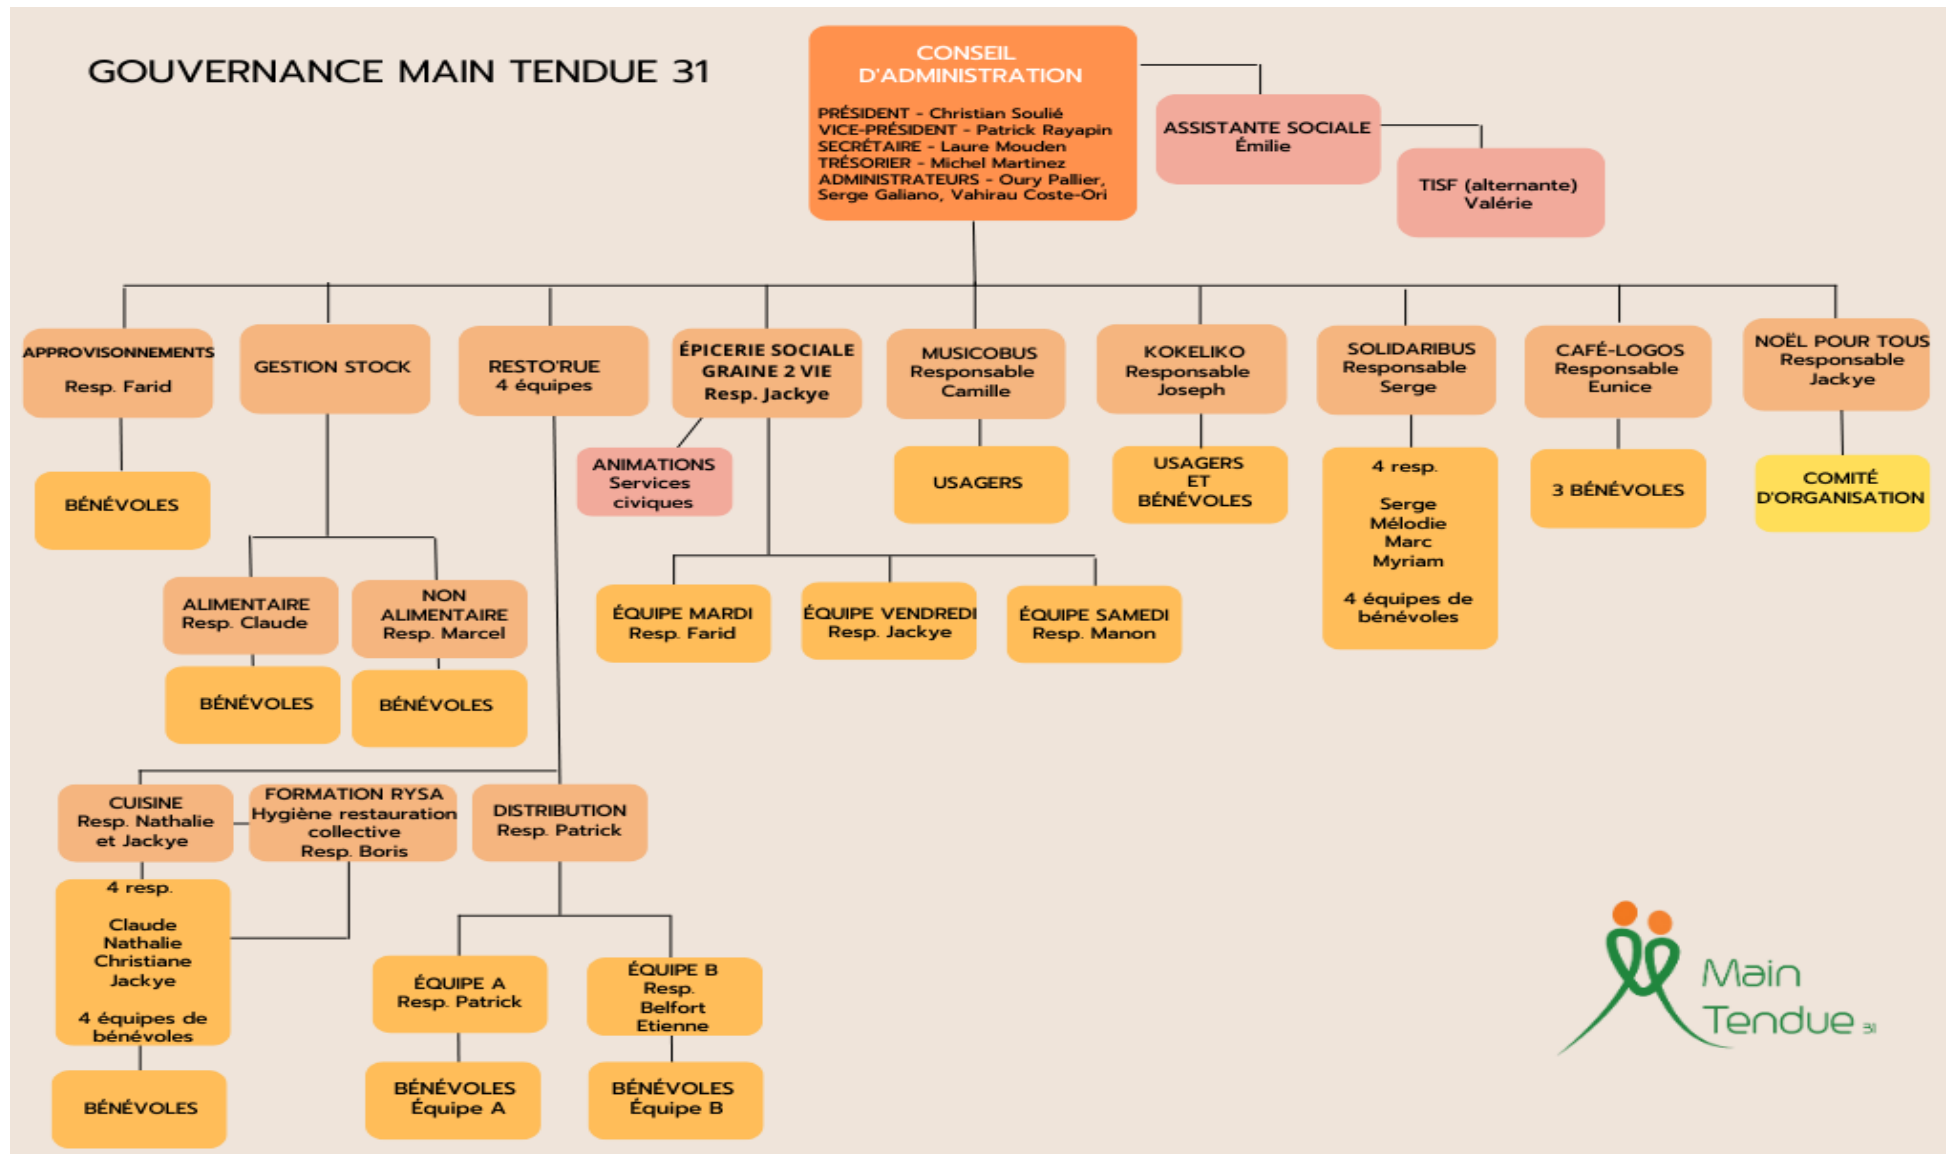 GOUVERNANCE MAIN TENDUE 31
CONSEIL
D'ADMINISTRATION
PRÉSIDENT - Christian Soulié
VICE-PRÉSIDENT - Patrick Rayapin
SECRÉTAIRE - Laure Mouden
TRÉSORIER - Michel Martinez
ADMINISTRATEURS - Oury Pallier,
Serge Galiano, Vahirau Coste-Ori
ASSISTANTE SOCIALE
Émilie
TISF (alternante)
Valérie
APPROVISONNEMENTS
Resp. Farid
GESTION STOCK
RESTO'RUE
4 équipes
ÉPICERIE SOCIALE
GRAINE 2 VIE
Resp. Jackye
MUSICOBUS
Responsable
Camille
KOKELIKO
Responsable
Joseph
SOLIDARIBUS
Responsable
Serge
CAFÉ-LOGOS
Responsable
Eunice
NOËL POUR TOUS
Responsable
Jackye
BÉNÉVOLES
ANIMATIONS
Services
civiques
USAGERS
USAGERS
ET
BÉNÉVOLES
4 resp.
Serge
Mélodie
Marc
Myriam
4 équipes de
bénévoles
3 BÉNÉVOLES
COMITÉ
D'ORGANISATION
ALIMENTAIRE
Resp. Claude
NON
ALIMENTAIRE
Resp. Marcel
ÉQUIPE MARDI
Resp. Farid
ÉQUIPE VENDREDI
Resp. Jackye
ÉQUIPE SAMEDI
Resp. Manon
BÉNÉVOLES
BÉNÉVOLES
CUISINE
Resp. Nathalie
et Jackye
FORMATION RYSA
Hygiène restauration
collective
Resp. Boris
DISTRIBUTION
Resp. Patrick
4 resp.
Claude
Nathalie
Christiane
Jackye
4 équipes de
bénévoles
ÉQUIPE A
Resp. Patrick
ÉQUIPE B
Resp.
Belfort
Etienne
BÉNÉVOLES
BÉNÉVOLES
Équipe A
BÉNÉVOLES
Équipe B
Main
Tendue 31